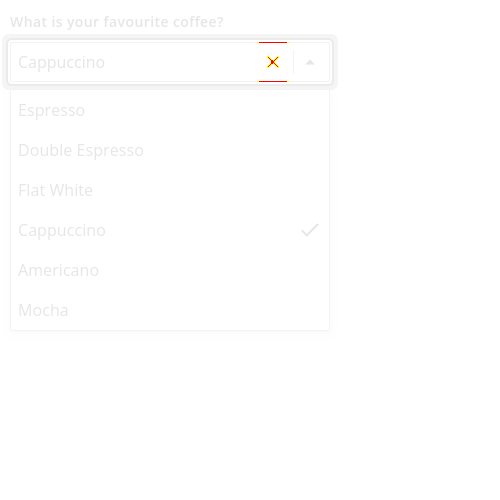 What is your favourite coffee?
Cappuccino
Espresso
Double Espresso
Flat White
Cappuccino
Americano
Mocha